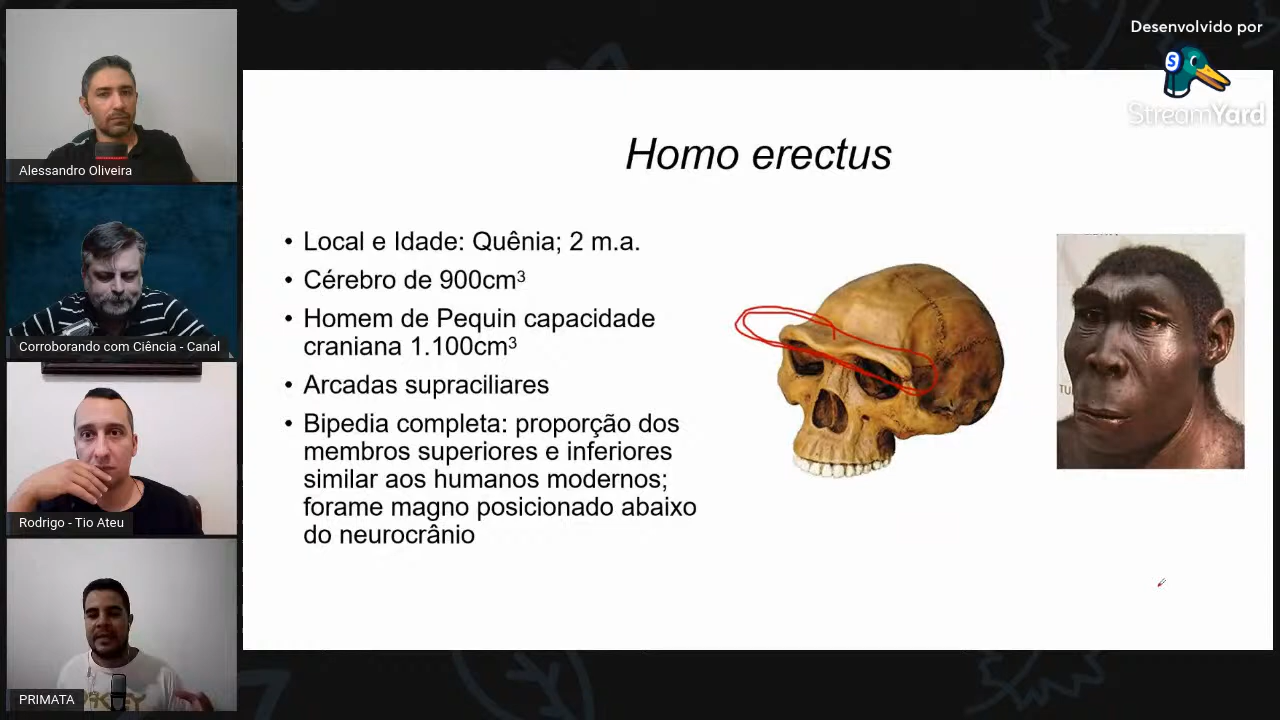 Desenvolvido por
S
StreamYard
Alessandro Oliveira
Corroborando com Ciência - Canal
Rodrigo - Tio Ateu
PRIMATA
Homo erectus
• Local e Idade: Quênia; 2 m.a.
• Cérebro de 900cm³
• Homem de Pequin capacidade
craniana 1.100cm³
• Arcadas supraciliares
• Bipedia completa: proporção dos
membros superiores e inferiores
similar aos humanos modernos;
forame magno posicionado abaixo
do neurocrânio